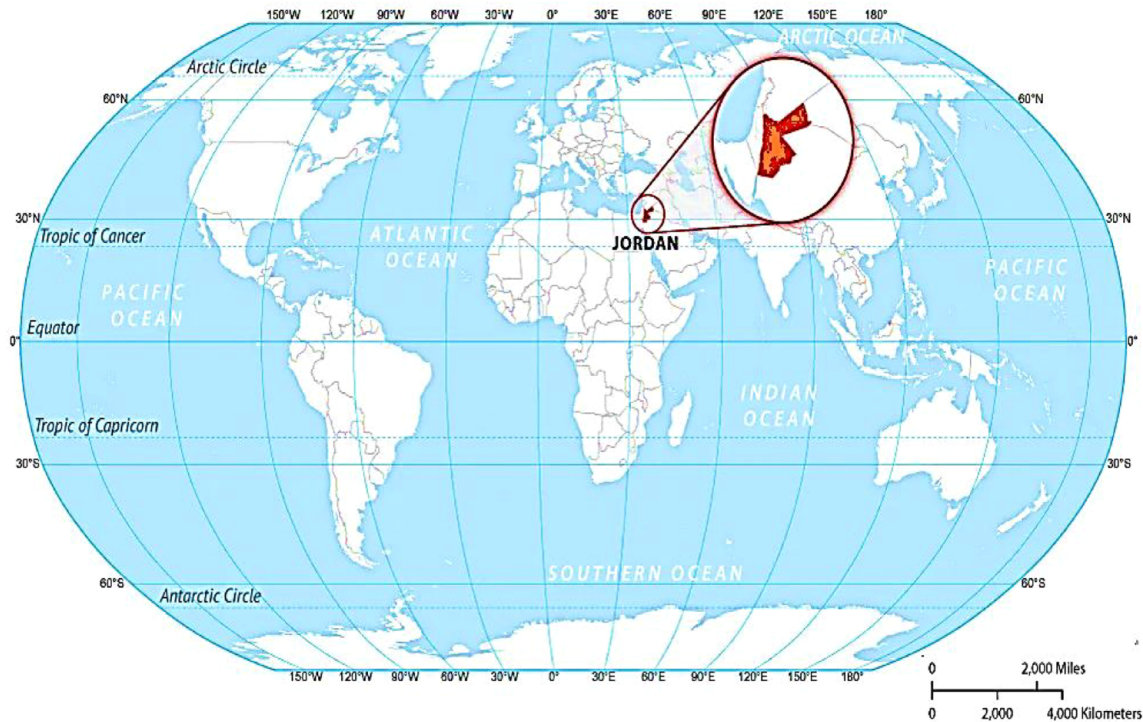 150°W 120°W 90°W 60°W 30°W 0° 30°E 60°E 90°E 120°E 150°E 180°
ARCTIC OCEAN
Arctic Circle
60°N 60°N
30°N 30°N
Tropic of Cancer
JORDAN
ATLANTIC
OCEAN
PACIFIC
OCEAN
PACIFIC
OCEAN
Equator
0° 0°
INDIAN
OCEAN
Tropic of Capricorn
30°S 30°S
SOUTHERN OCEAN
60°S 60°S
Antarctic Circle
150°W 120°W 90°W 60°W 30°W 0° 30°E 60°E 90°E 120°E 150°E 180°
0 2,000 Miles
0 2,000 4,000 Kilometers